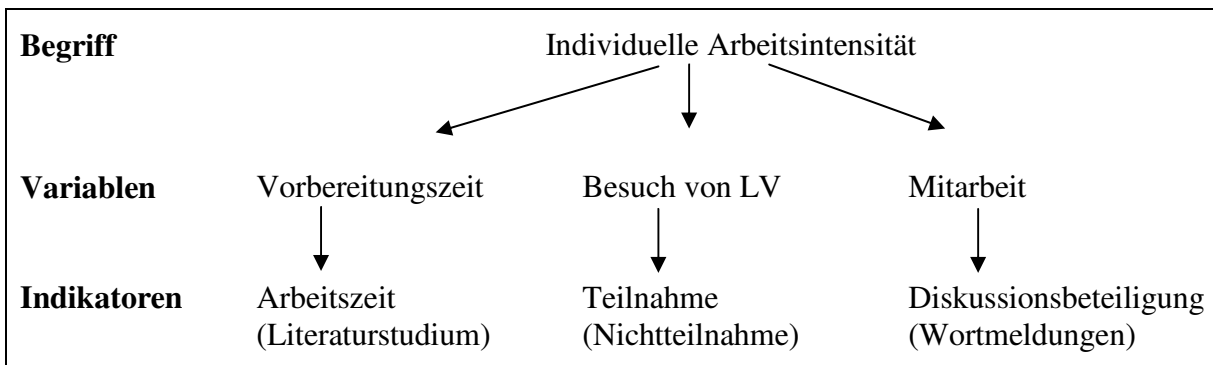 Begriff Individuelle Arbeitsintensität
Variablen Vorbereitungszeit Besuch von LV Mitarbeit
Indikatoren Arbeitszeit Teilnahme Diskussionsbeteiligung
(Literaturstudium) (Nichtteilnahme) (Wortmeldungen)